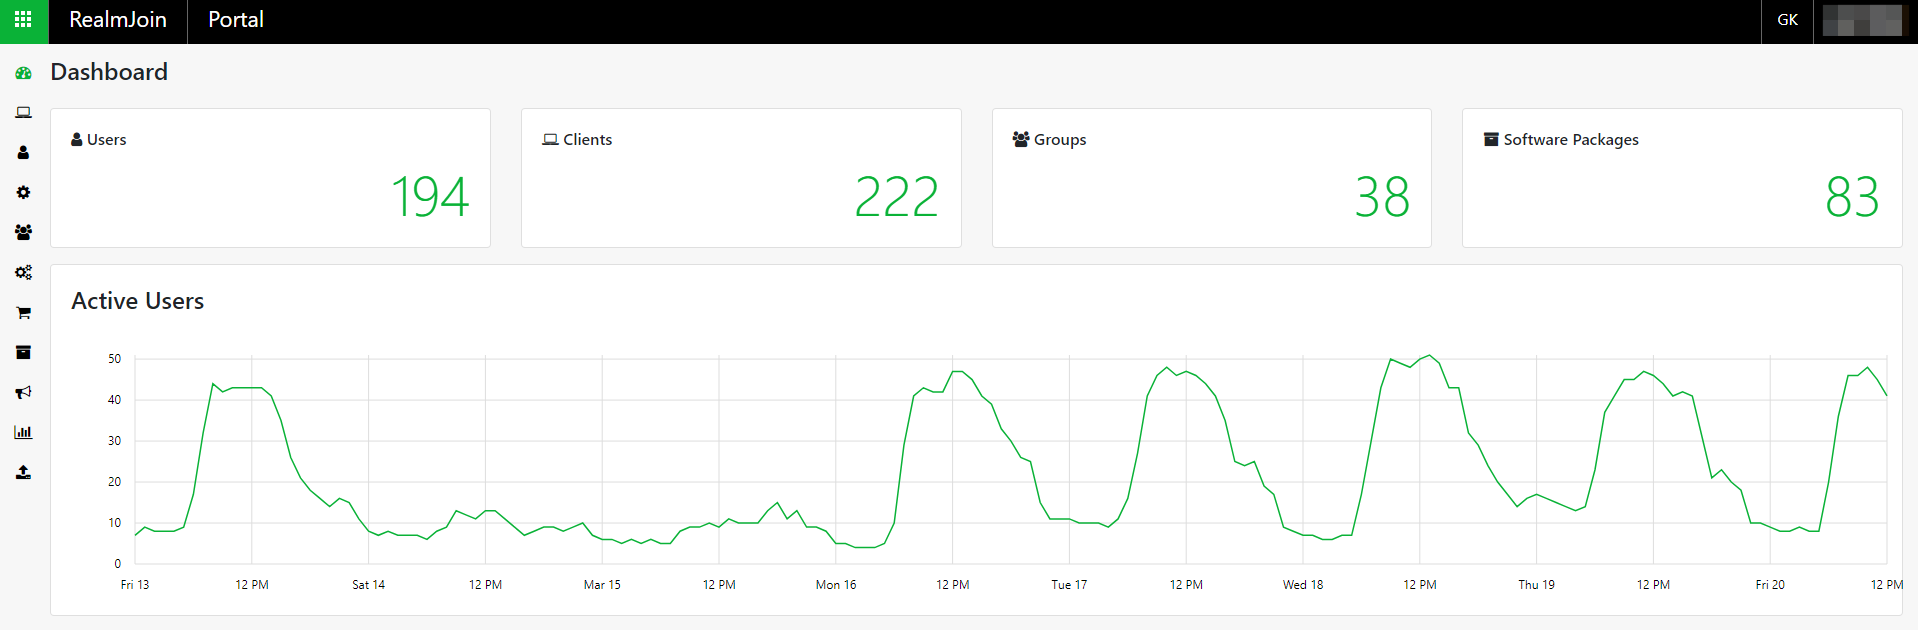 RealmJoin Portal GK
Dashboard
Users Clients Groups Software Packages
194 222 38 83
Active Users
50
40
30
20
10
0
Fri 13 12 PM Sat 14 12 PM Mar 15 12 PM Mon 16 12 PM Tue 17 12 PM Wed 18 12 PM Thu 19 12 PM Fri 20 12 PM